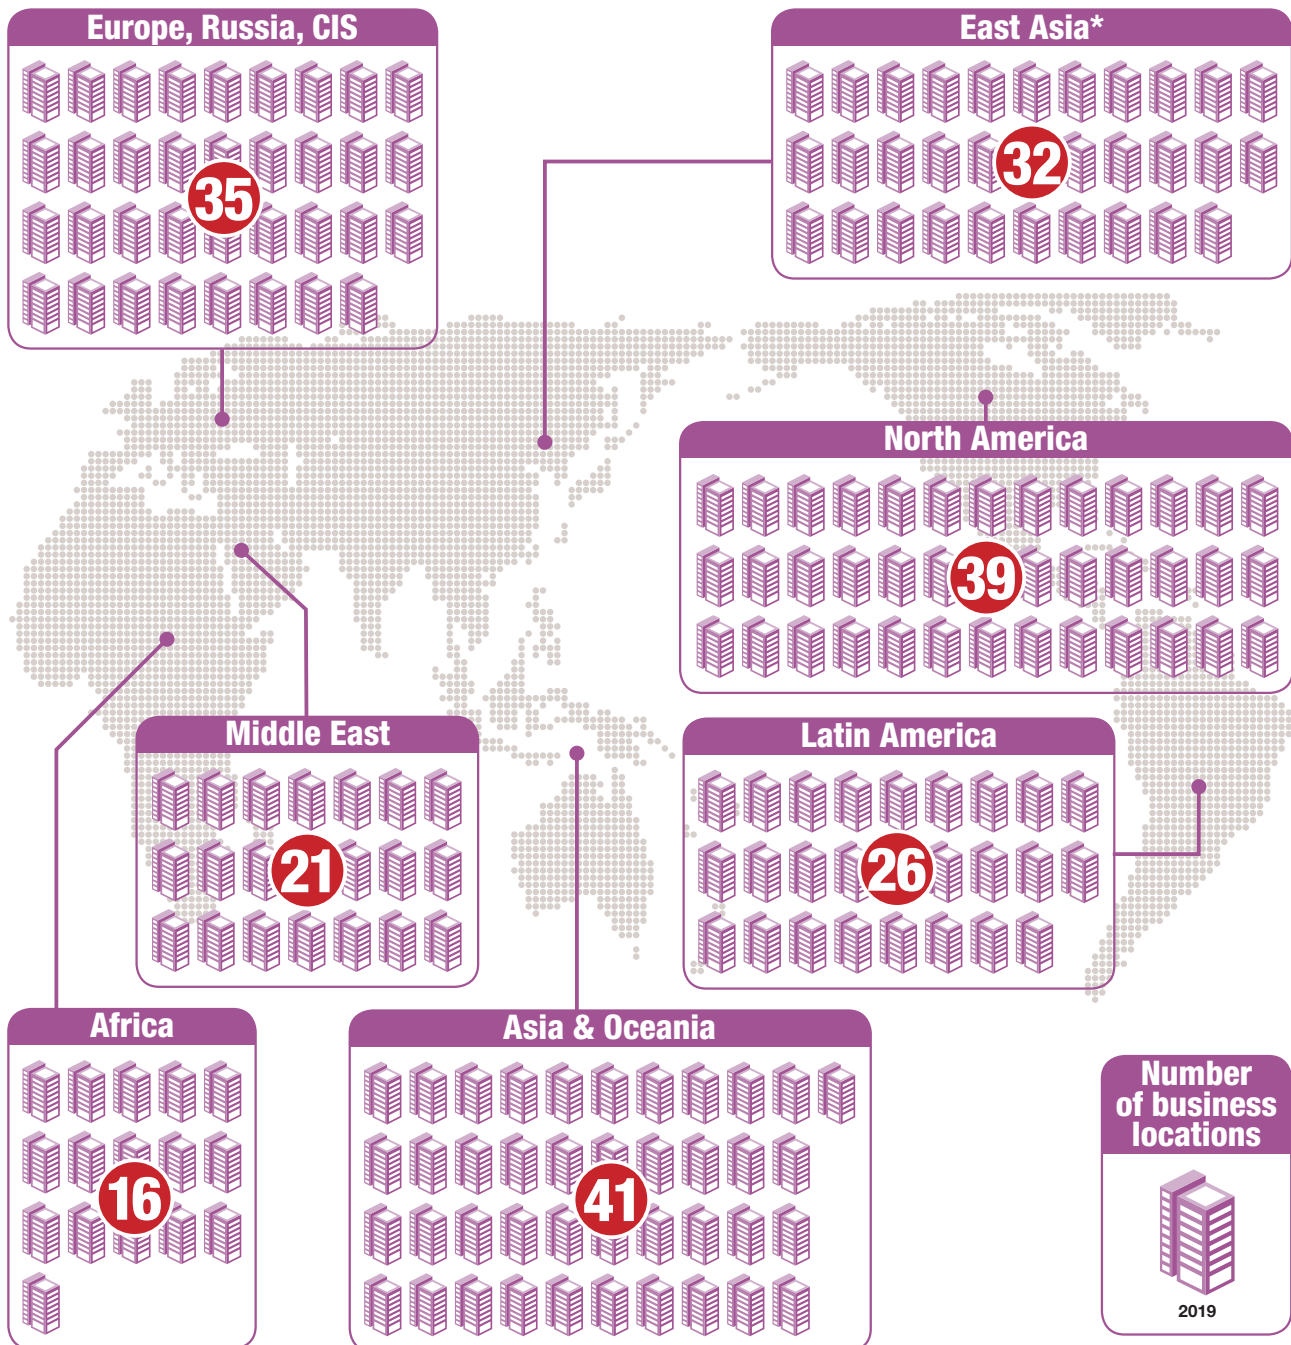 Europe, Russia, CIS
35
East Asia*
32
North America
39
Middle East
21
Latin America
26
Africa
16
Asia & Oceania
41
Number
of business
locations
2019